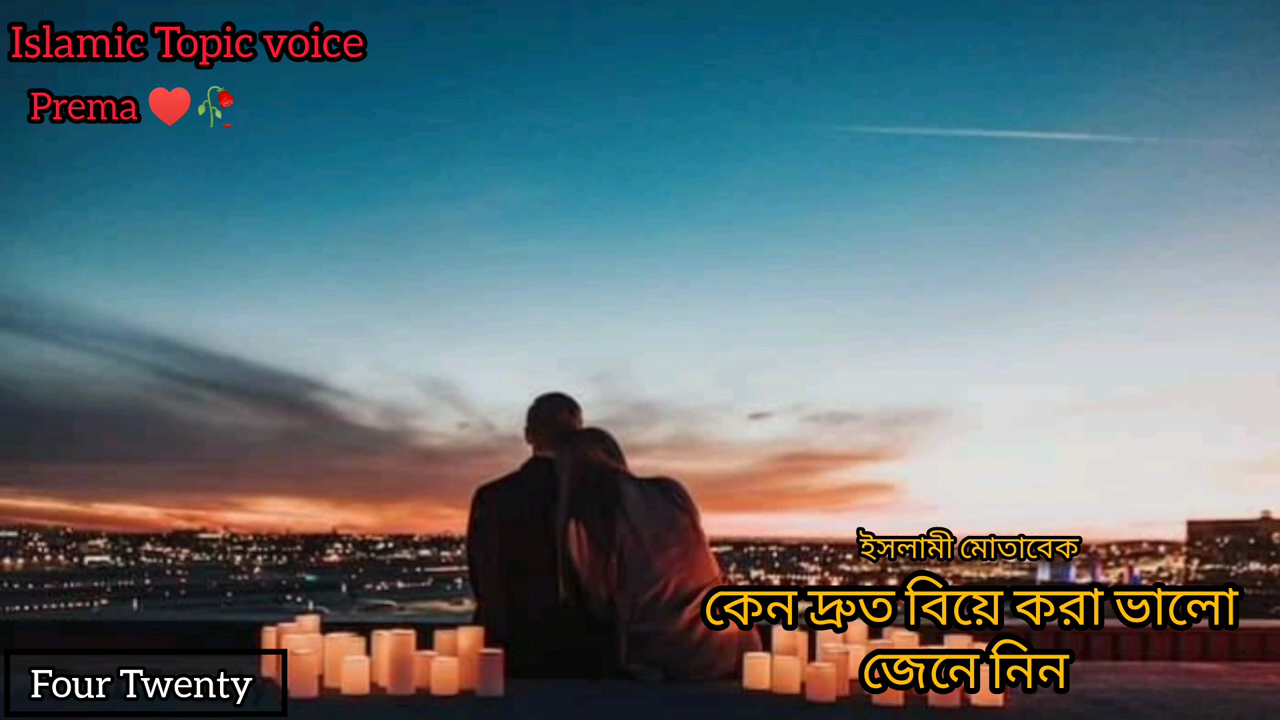 Islamic Topic voice
Prema ♥️🥀
ইসলামী মোতাবেক
কেন দ্রুত বিয়ে করা ভালো
জেনে নিন
Four Twenty